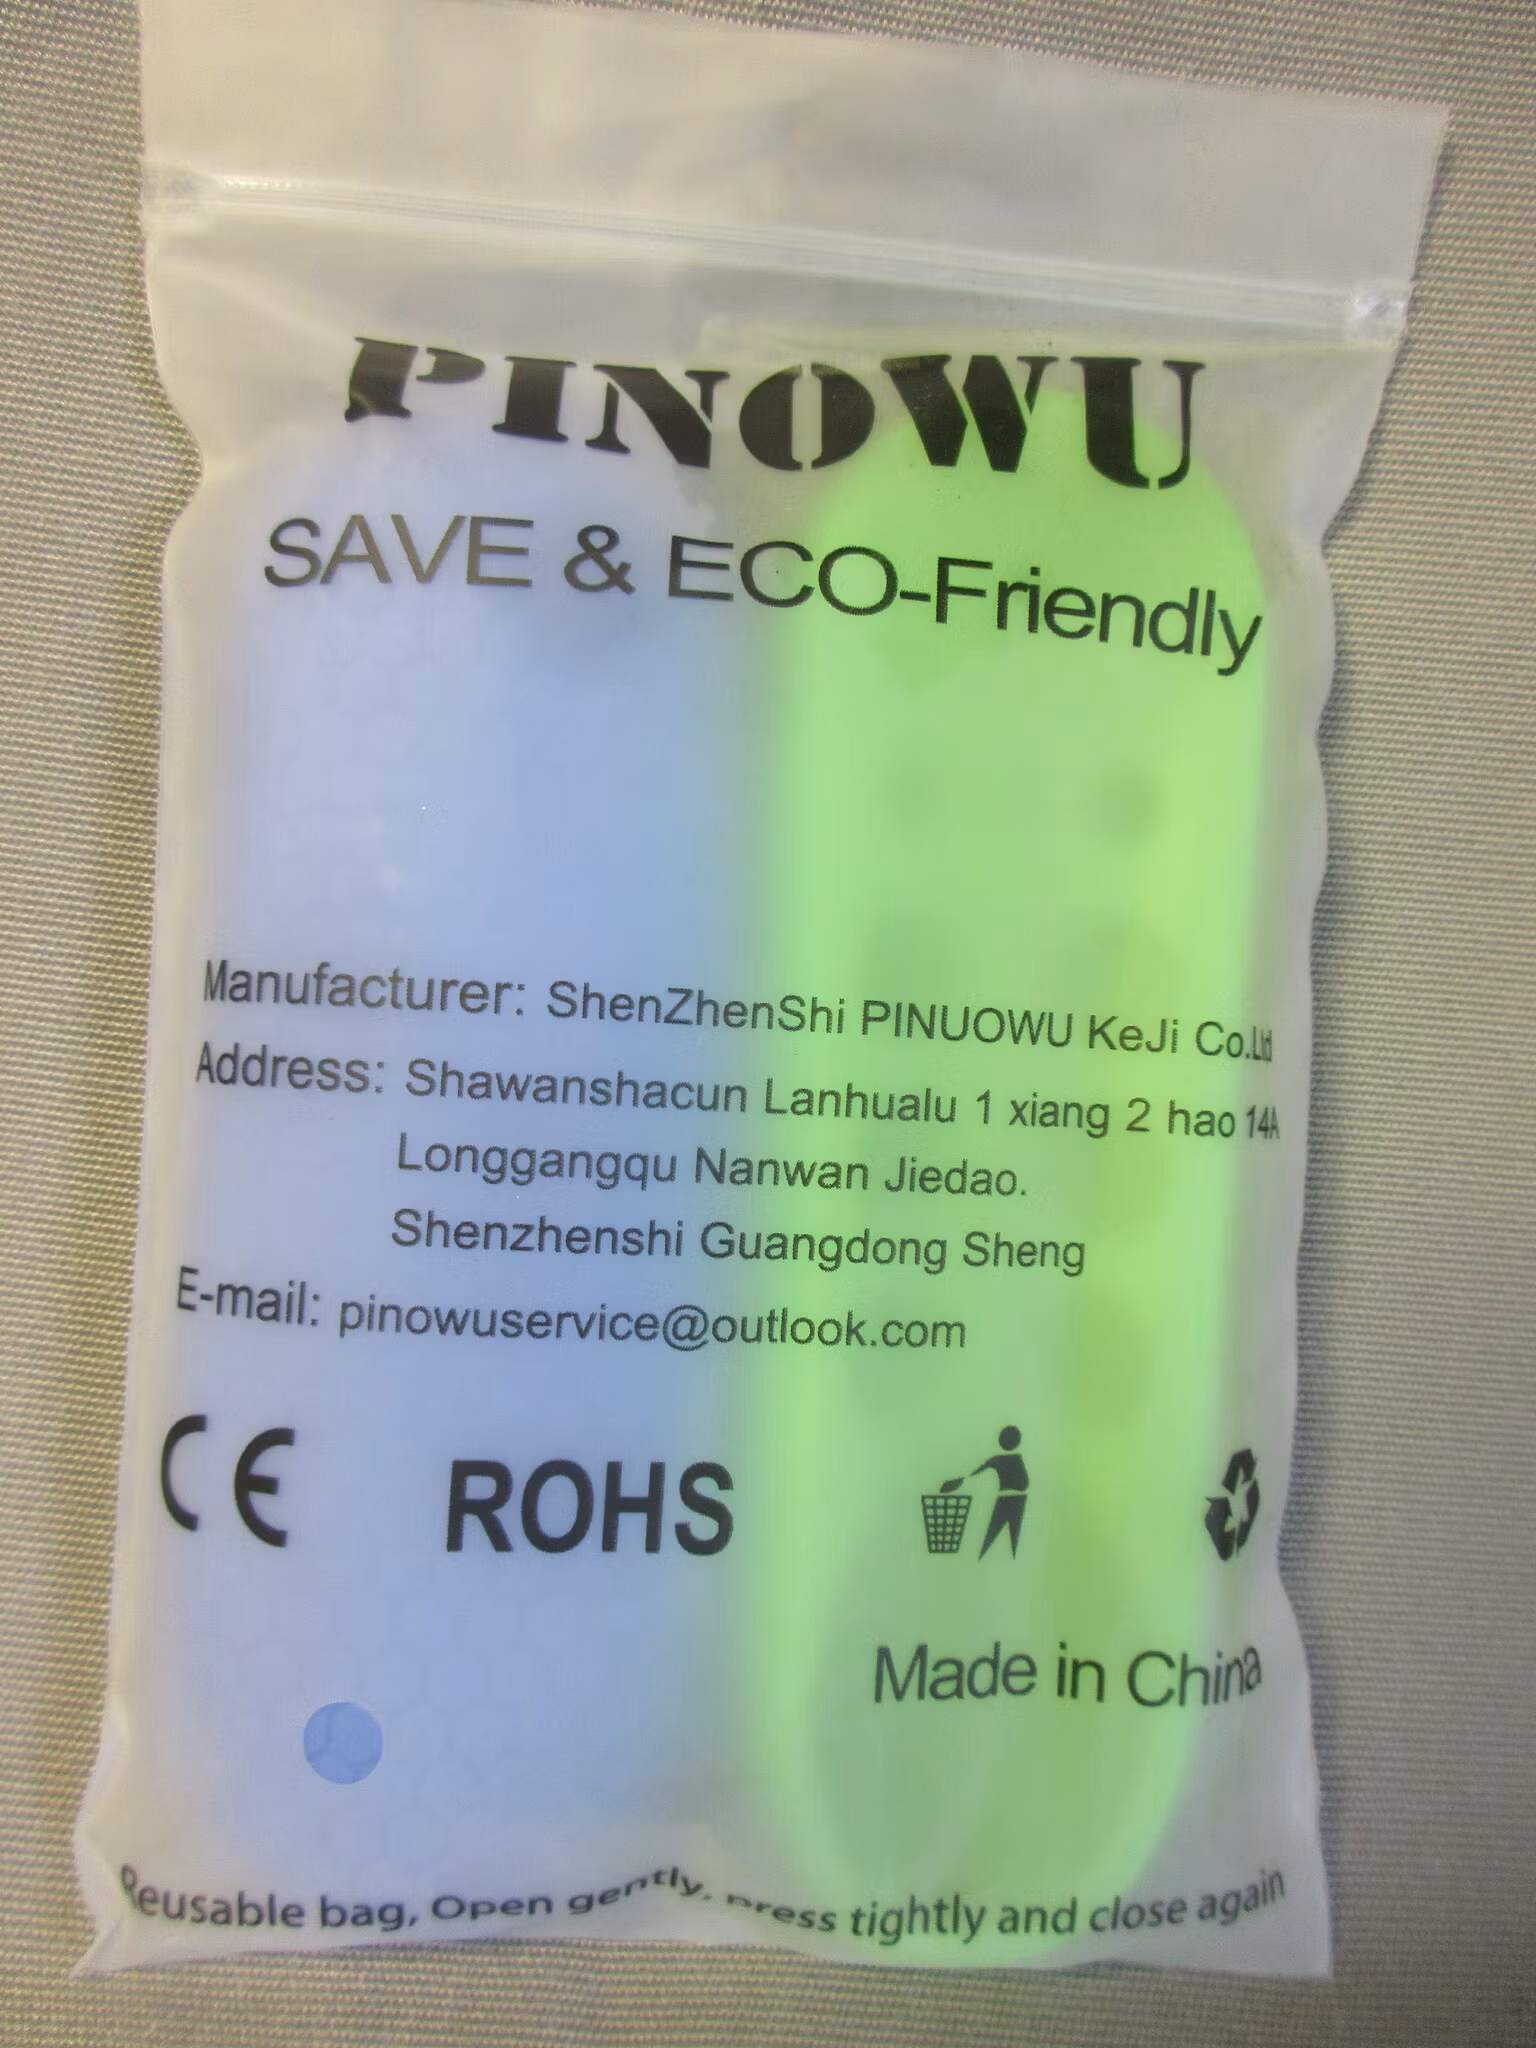 PINOWU
SAVE & ECO-Friendly
Manufacturer: ShenZhenShi PINUOWU KeJi Co.Ltd
Address: Shawanshacun Lanhualu 1 xiang 2 hao 14A
Longgangqu Nanwan Jiedao.
Shenzhenshi Guangdong Sheng
E-mail: pinowuservice@outlook.com
CE ROHS
Made in China
Reusable bag, Open gently, press tightly and close again